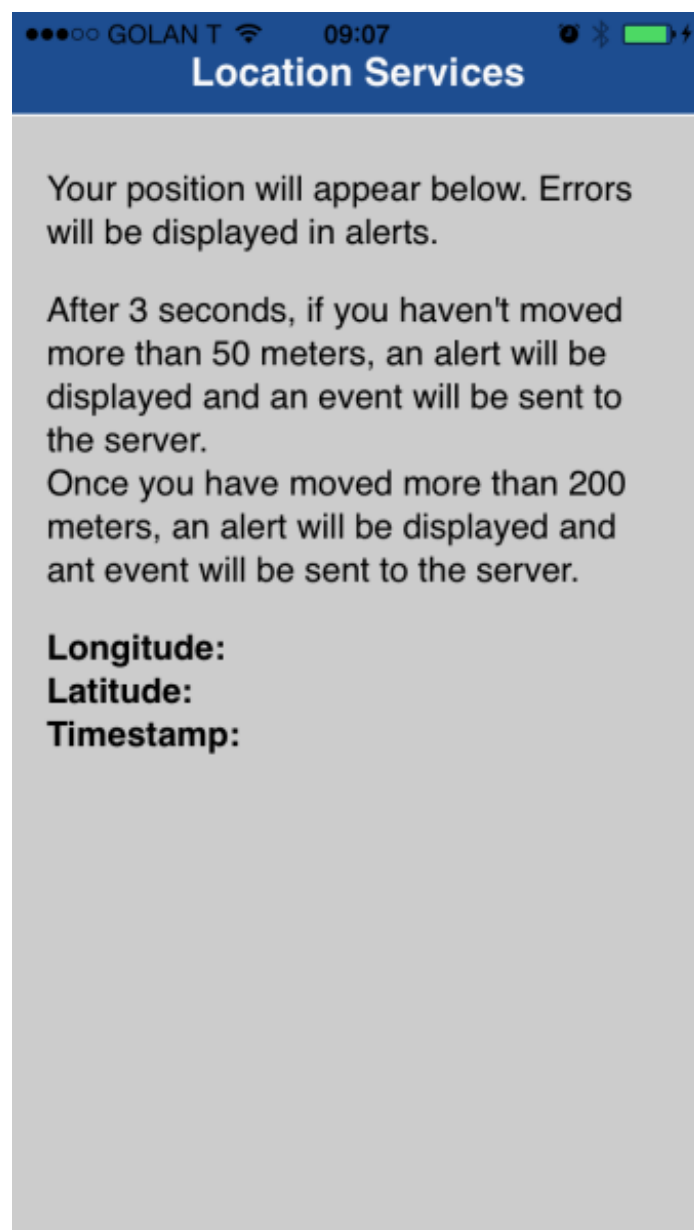 GOLAN T 09:07
Location Services
Your position will appear below. Errors
will be displayed in alerts.
After 3 seconds, if you haven't moved
more than 50 meters, an alert will be
displayed and an event will be sent to
the server.
Once you have moved more than 200
meters, an alert will be displayed and
ant event will be sent to the server.
Longitude:
Latitude:
Timestamp: